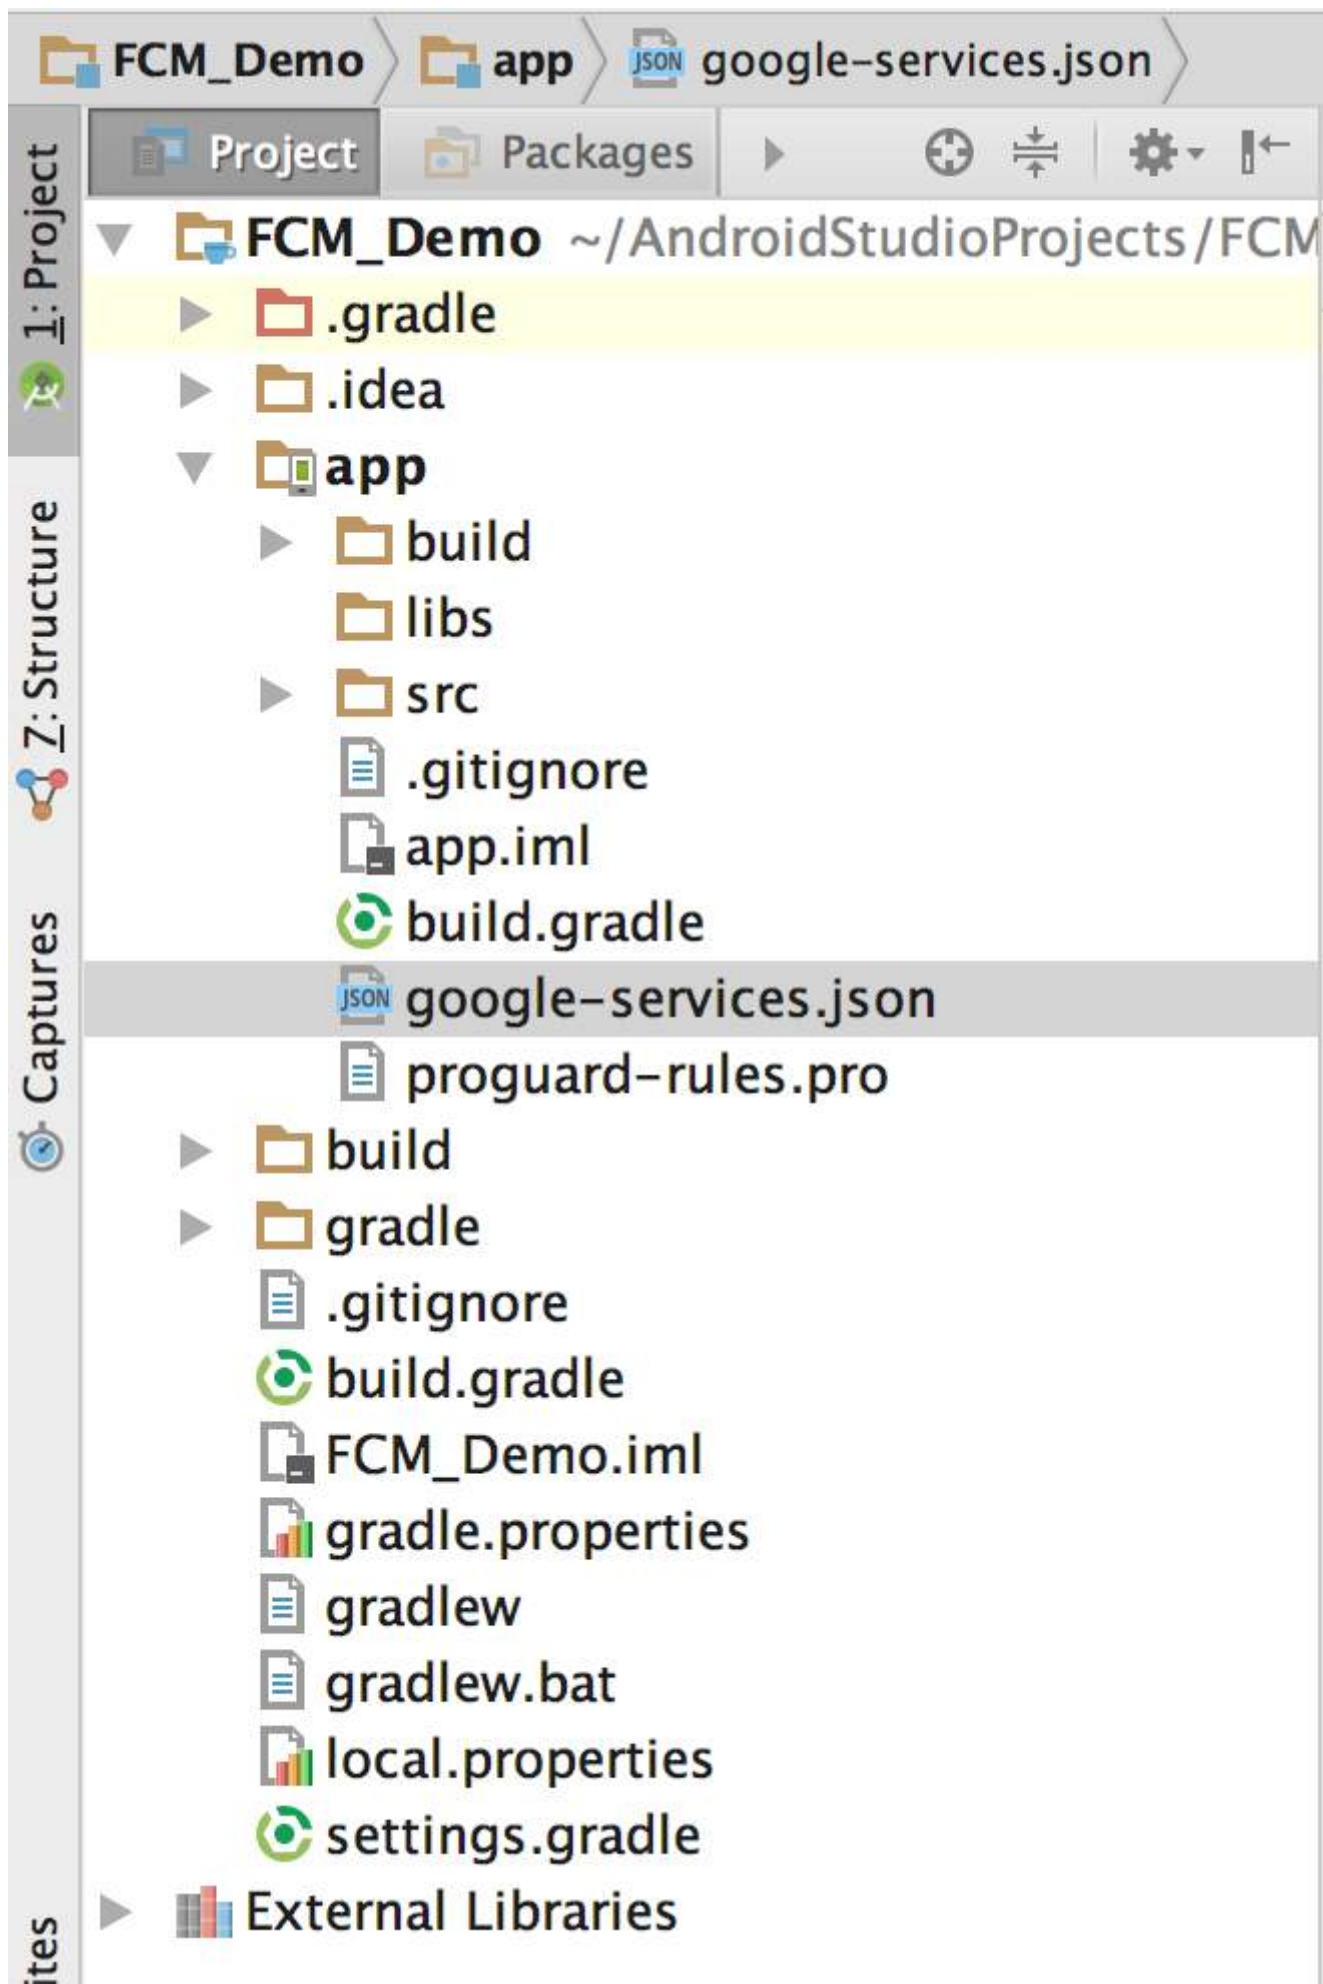 FCM_Demo app JSON google-services.json
Project Packages
1: Project
7: Structure
Captures
ites
FCM_Demo ~/AndroidStudioProjects/FCM
.gradle
.idea
app
build
libs
src
.gitignore
app.iml
build.gradle
JSON google-services.json
proguard-rules.pro
build
gradle
.gitignore
build.gradle
FCM_Demo.iml
gradle.properties
gradlew
gradlew.bat
local.properties
settings.gradle
External Libraries